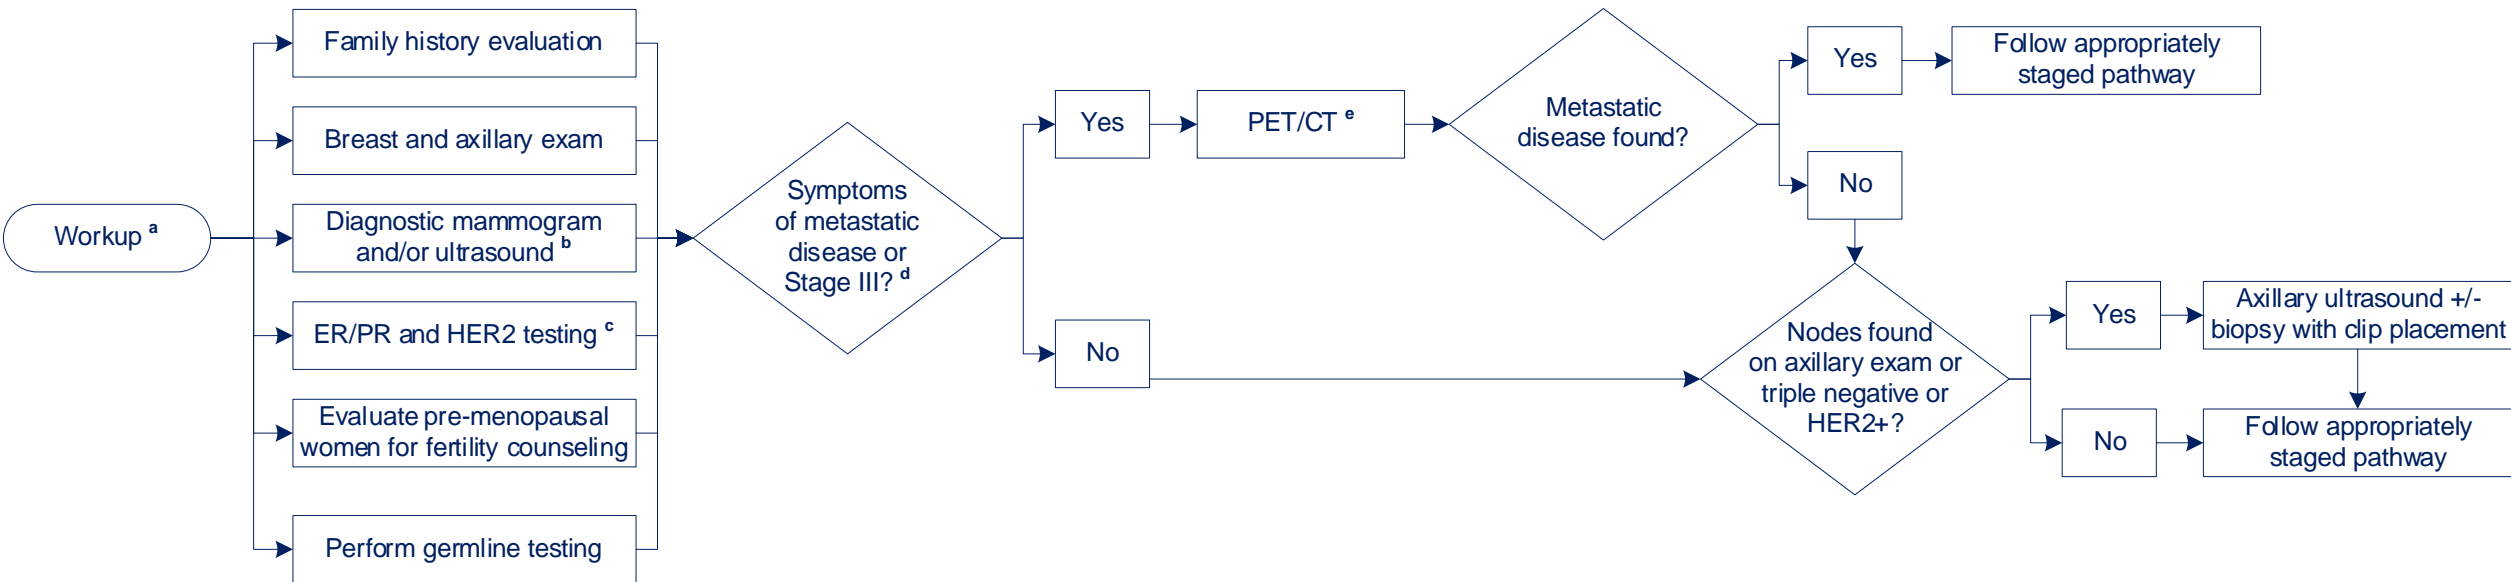 Workup a
Family history evaluation
Breast and axillary exam
Diagnostic mammogram
and/or ultrasound b
ER/PR and HER2 testing c
Evaluate pre-menopausal
women for fertility counseling
Perform germline testing
Symptoms
of metastatic
disease or
Stage III? d
Yes
No
PET/CT e
Metastatic
disease found?
Yes
No
Follow appropriately
staged pathway
Nodes found
on axillary exam or
triple negative or
HER2+?
Yes
No
Axillary ultrasound +/-
biopsy with clip placement
Follow appropriately
staged pathway